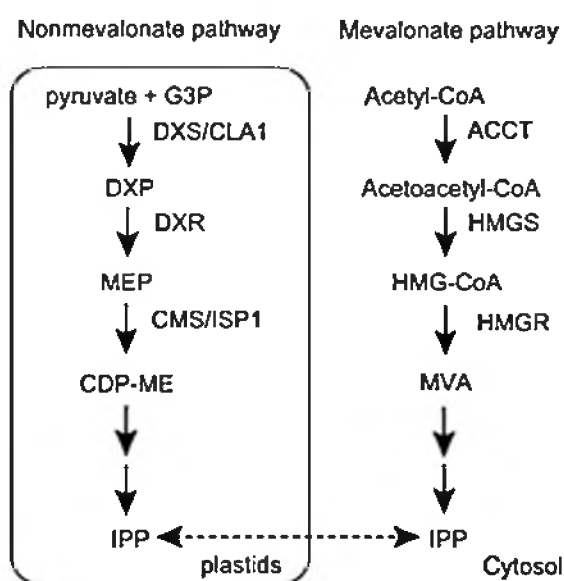 Nonmevalonate pathway
pyruvate + G3P
DXS/CLA1
DXP
DXR
MEP
CMS/ISP1
CDP-ME
IPP
plastids
Mevalonate pathway
Acetyl-CoA
ACCT
Acetoacetyl-CoA
HMGS
HMG-CoA
HMGR
MVA
IPP
Cytosol